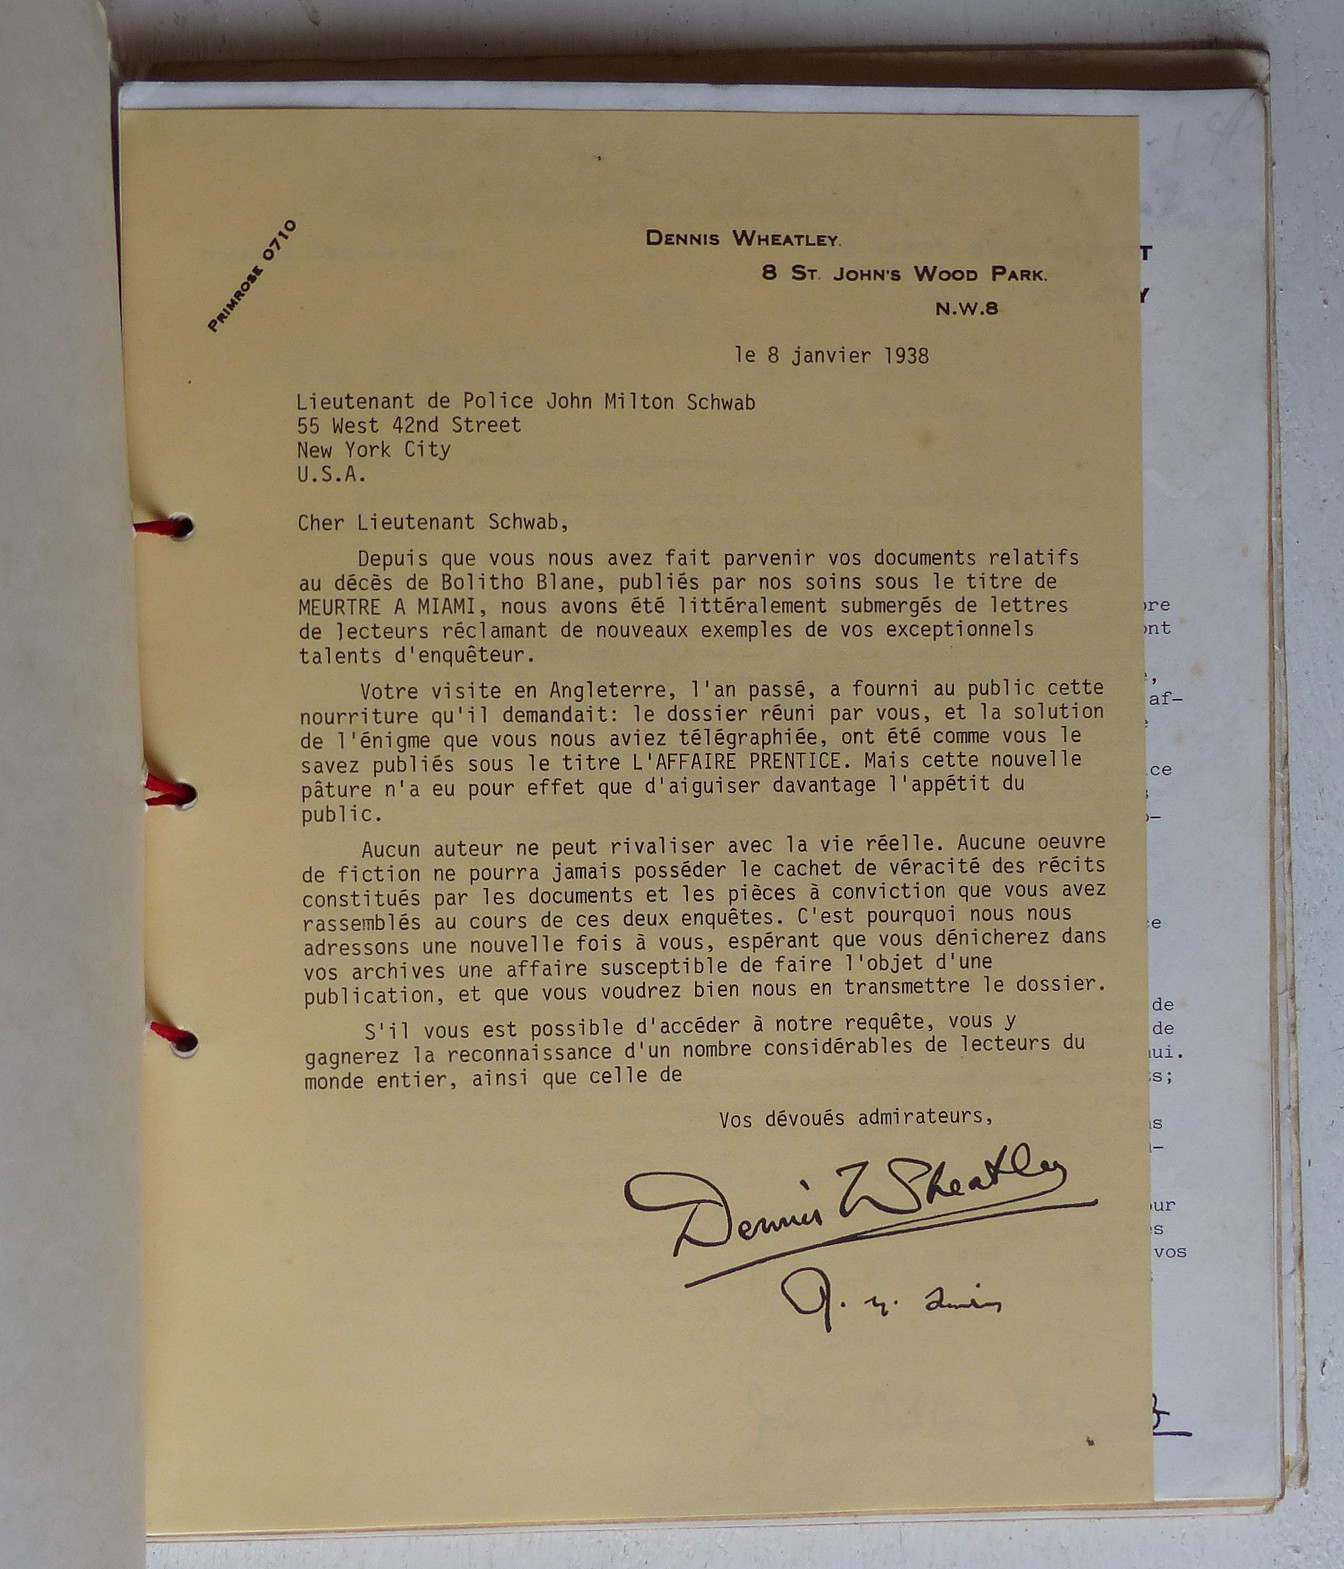 PRIMROSE 0710
DENNIS WHEATLEY.
8 ST. JOHN'S WOOD PARK.
N.W.8
le 8 janvier 1938
Lieutenant de Police John Milton Schwab
55 West 42nd Street
New York City
U.S.A.
Cher Lieutenant Schwab,
Depuis que vous nous avez fait parvenir vos documents relatifs
au décès de Bolitho Blane, publiés par nos soins sous le titre de
MEURTRE A MIAMI, nous avons été littéralement submergés de lettres
de lecteurs réclamant de nouveaux exemples de vos exceptionnels
talents d'enquêteur.
Votre visite en Angleterre, l'an passé, a fourni au public cette
nourriture qu'il demandait: le dossier réuni par vous, et la solution
de l'énigme que vous nous aviez télégraphiée, ont été comme vous le
savez publiés sous le titre L'AFFAIRE PRENTICE. Mais cette nouvelle
pâture n'a eu pour effet que d'aiguiser davantage l'appétit du
public.
Aucun auteur ne peut rivaliser avec la vie réelle. Aucune oeuvre
de fiction ne pourra jamais posséder le cachet de véracité des récits
constitués par les documents et les pièces à conviction que vous avez
rassemblés au cours de ces deux enquêtes. C'est pourquoi nous nous
adressons une nouvelle fois à vous, espérant que vous dénicherez dans
vos archives une affaire susceptible de faire l'objet d'une
publication, et que vous voudrez bien nous en transmettre le dossier.
S'il vous est possible d'accéder à notre requête, vous y
gagnerez la reconnaissance d'un nombre considérables de lecteurs du
monde entier, ainsi que celle de
Vos dévoués admirateurs,
Dennis Wheatley
T
Y
af-
de
de
vos